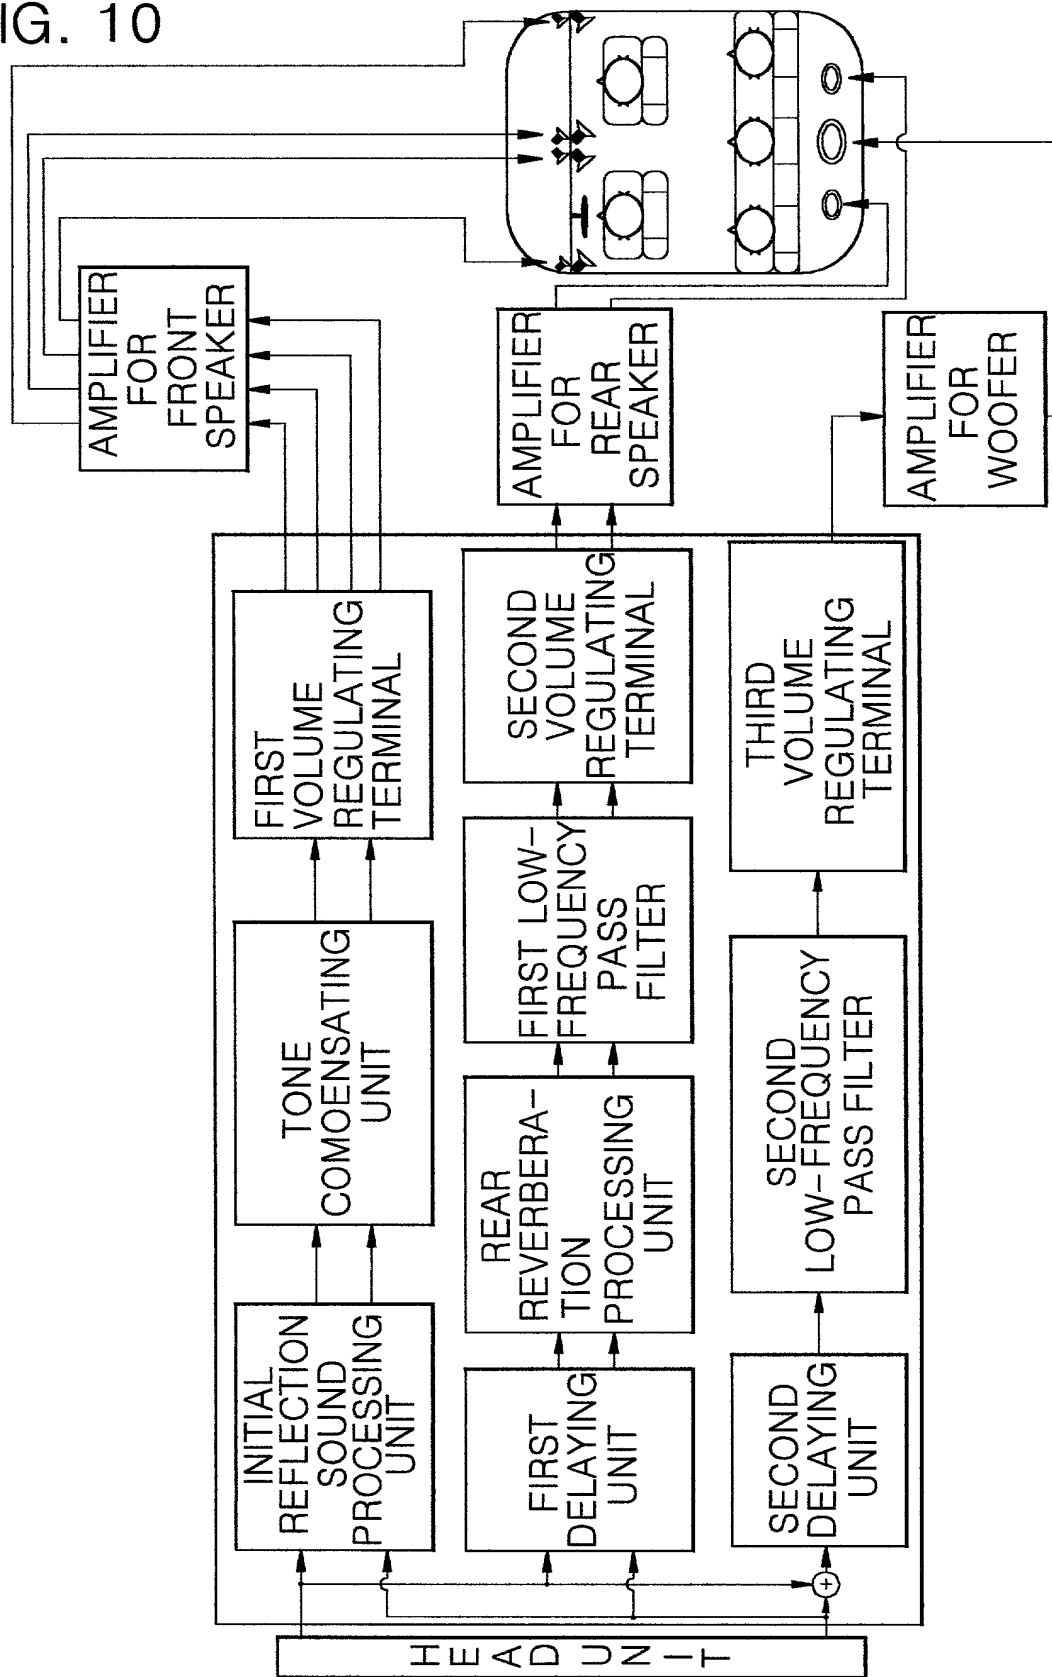 IG. 10
HEAD UNIT
INITIAL
REFLECTION
SOUND
PROCESSING
UNIT
TONE
COMOENSATING
UNIT
FIRST
VOLUME
REGULATING
TERMINAL
AMPLIFIER
FOR
FRONT
SPEAKER
FIRST
DELAYING
UNIT
REAR
REVERBERA-
TION
PROCESSING
UNIT
FIRST LOW-
FREQUENCY
PASS
FILTER
SECOND
VOLUME
REGULATING
TERMINAL
AMPLIFIER
FOR
REAR
SPEAKER
SECOND
DELAYING
UNIT
SECOND
LOW-FREQUENCY
PASS FILTER
THIRD
VOLUME
REGULATING
TERMINAL
AMPLIFIER
FOR
WOOFER
+